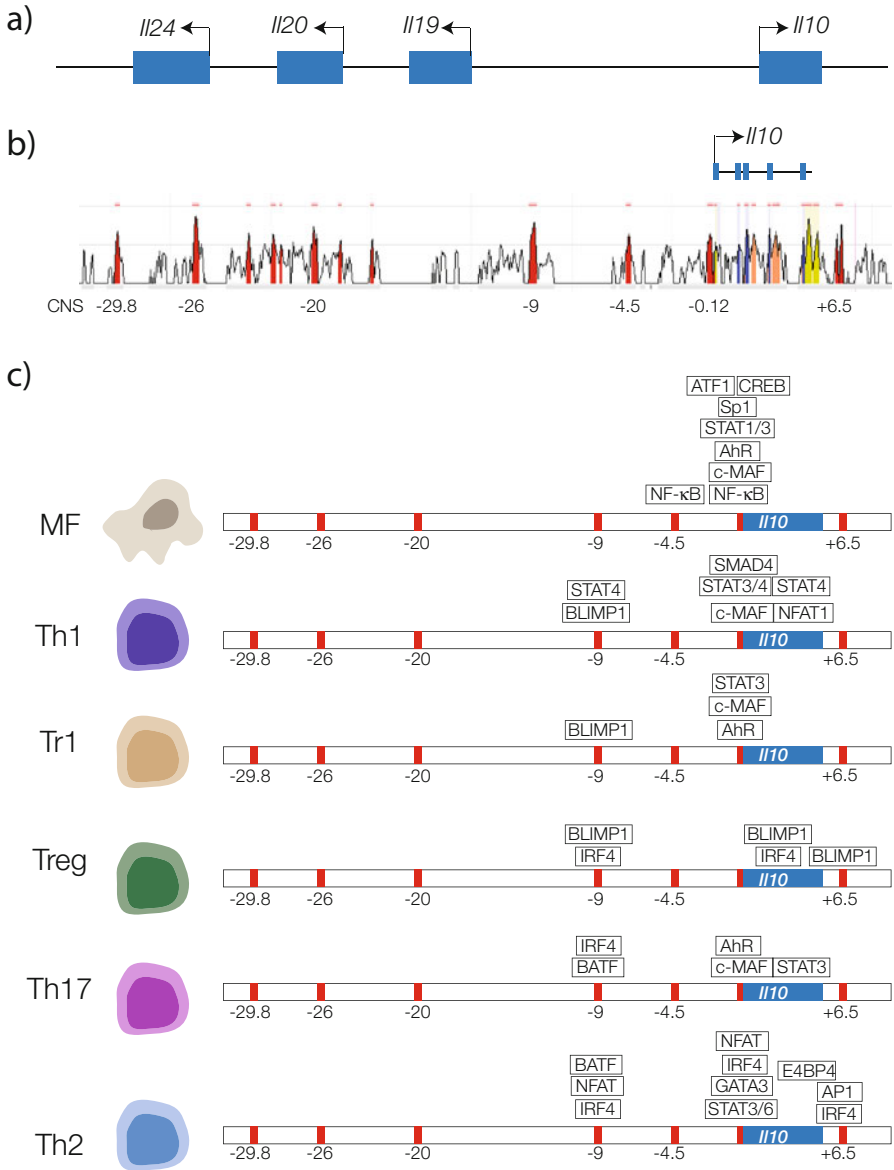 a)
Il24 Il20 Il19 Il10
b)
Il10
CNS -29.8 -26 -20 -9 -4.5 -0.12 +6.5
c)
ATF1 CREB
Sp1
STAT1/3
AhR
c-MAF
NF-κB NF-κB
MF Il10
-29.8 -26 -20 -9 -4.5 +6.5
SMAD4
STAT4 STAT3/4 STAT4
BLIMP1 c-MAF NFAT1
Th1 Il10
-29.8 -26 -20 -9 -4.5 +6.5
STAT3
c-MAF
BLIMP1 AhR
Tr1 Il10
-29.8 -26 -20 -9 -4.5 +6.5
BLIMP1 BLIMP1
IRF4 IRF4 BLIMP1
Treg Il10
-29.8 -26 -20 -9 -4.5 +6.5
IRF4 AhR
BATF c-MAF STAT3
Th17 Il10
-29.8 -26 -20 -9 -4.5 +6.5
NFAT
BATF IRF4 E4BP4
NFAT GATA3 AP1
IRF4 STAT3/6 IRF4
Th2 Il10
-29.8 -26 -20 -9 -4.5 +6.5